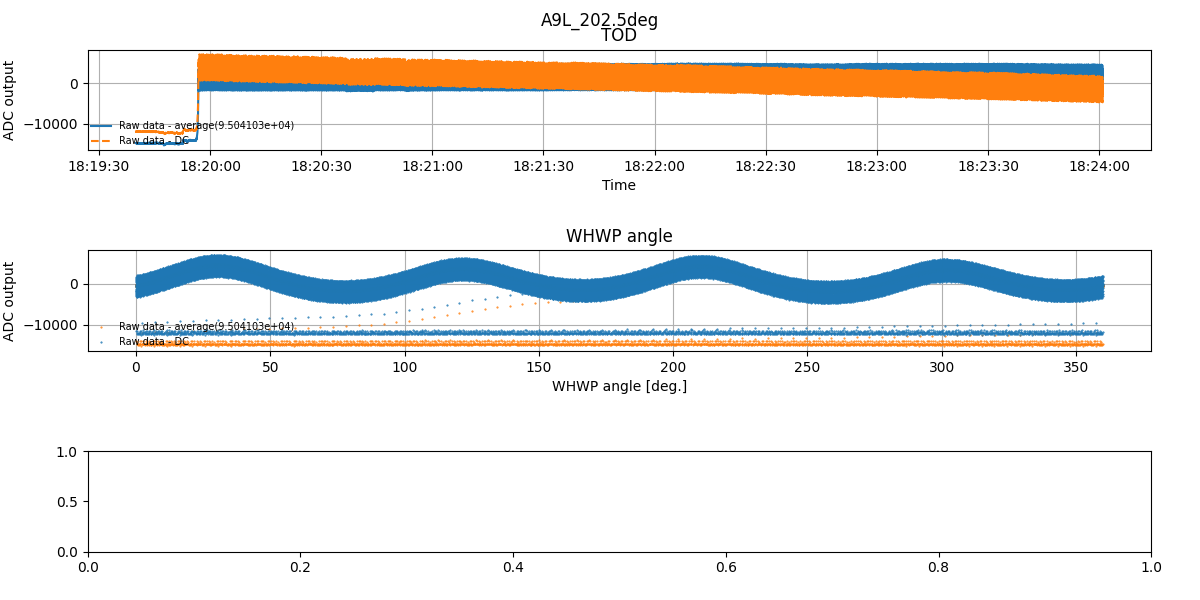 A9L_202.5deg
TOD
ADC output
0
−10000
Raw data - average(9.504103e+04)
Raw data - DC
18:19:30 18:20:00 18:20:30 18:21:00 18:21:30 18:22:00 18:22:30 18:23:00 18:23:30 18:24:00
Time
WHWP angle
ADC output
0
−10000
Raw data - average(9.504103e+04)
Raw data - DC
0 50 100 150 200 250 300 350
WHWP angle [deg.]
1.0
0.5
0.0
0.0 0.2 0.4 0.6 0.8 1.0